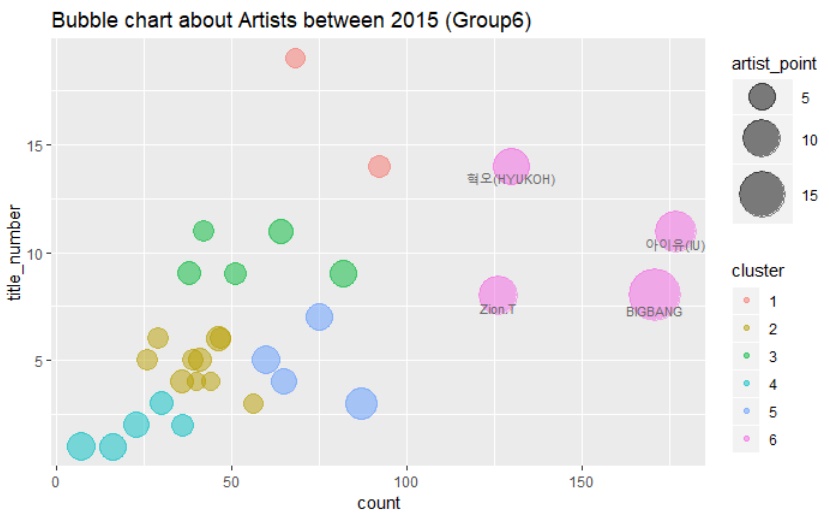 Bubble chart about Artists between 2015 (Group6)
title_number
15
10
5
0
50
100
150
count
혁오(HYUKOH)
아이유(IU)
Zion.T
BIGBANG
artist_point
5
10
15
cluster
1
2
3
4
5
6